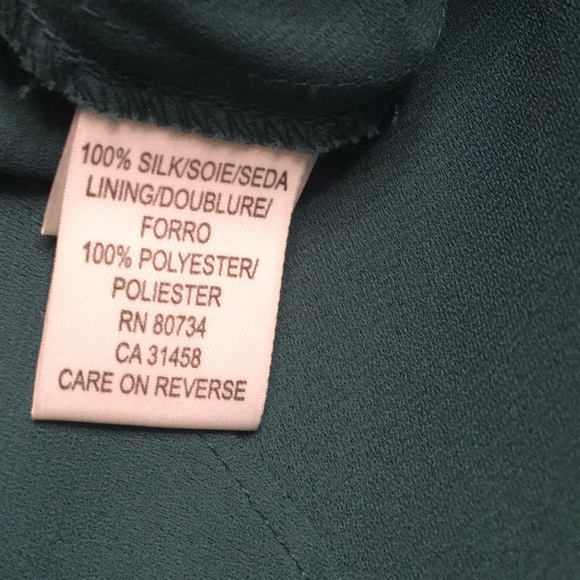 100% SILK/SOIE/SEDA
LINING/DOUBLURE/
FORRO
100% POLYESTER/
POLIESTER
RN 80734
CA 31458
CARE ON REVERSE